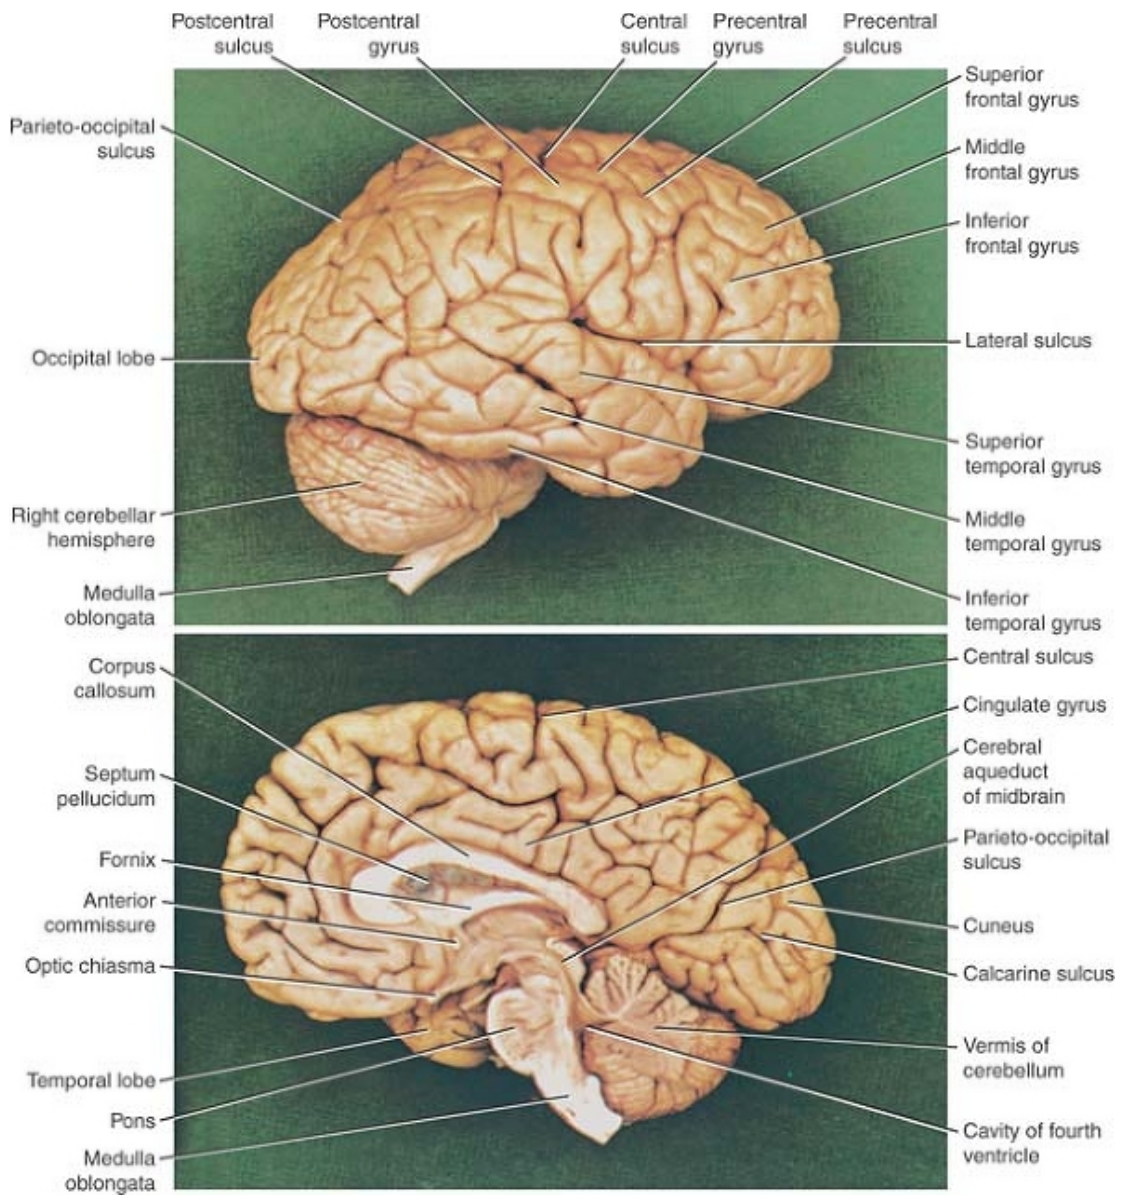 Postcentral
sulcus
Postcentral
gyrus
Central
sulcus
Precentral
gyrus
Precentral
sulcus
Superior
frontal gyrus
Middle
frontal gyrus
Inferior
frontal gyrus
Lateral sulcus
Superior
temporal gyrus
Middle
temporal gyrus
Inferior
temporal gyrus
Parieto-occipital
sulcus
Occipital lobe
Right cerebellar
hemisphere
Medulla
oblongata
Corpus
callosum
Septum
pellucidum
Fornix
Anterior
commissure
Optic chiasma
Temporal lobe
Pons
Medulla
oblongata
Central sulcus
Cingulate gyrus
Cerebral
aqueduct
of midbrain
Parieto-occipital
sulcus
Cuneus
Calcarine sulcus
Vermis of
cerebellum
Cavity of fourth
ventricle